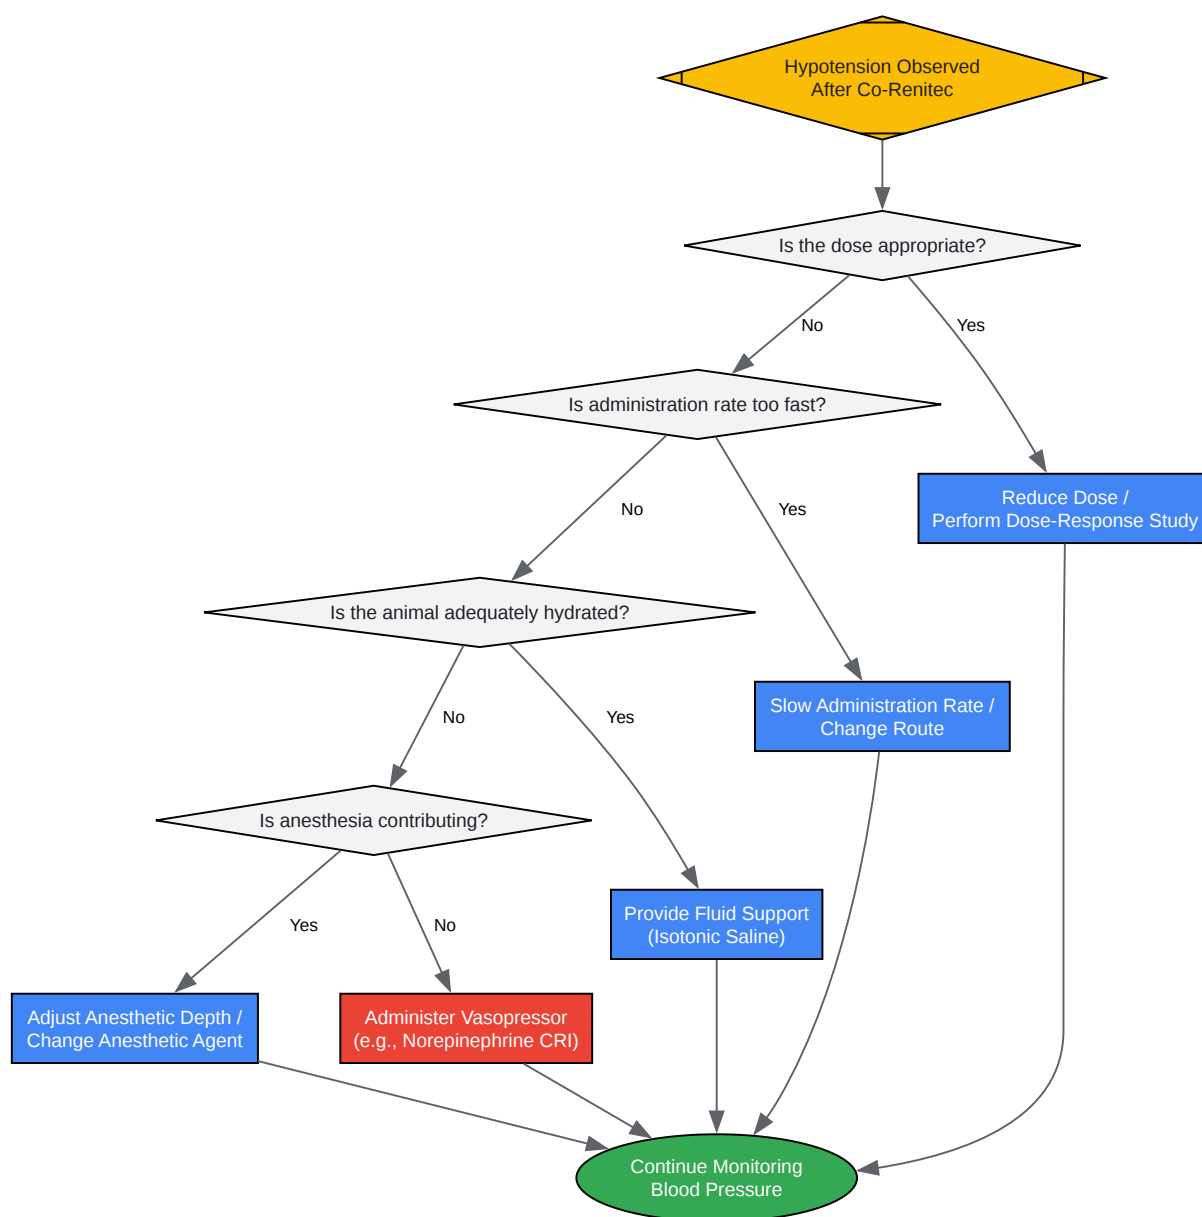 Hypotension Observed
After Co-Renitec
Is the dose appropriate?
No
Yes
Is administration rate too fast?
Reduce Dose /
Perform Dose-Response Study
No
Yes
Is the animal adequately hydrated?
Slow Administration Rate /
Change Route
No
Yes
Is anesthesia contributing?
Provide Fluid Support
(Isotonic Saline)
Yes
No
Adjust Anesthetic Depth /
Change Anesthetic Agent
Administer Vasopressor
(e.g., Norepinephrine CRI)
Continue Monitoring
Blood Pressure